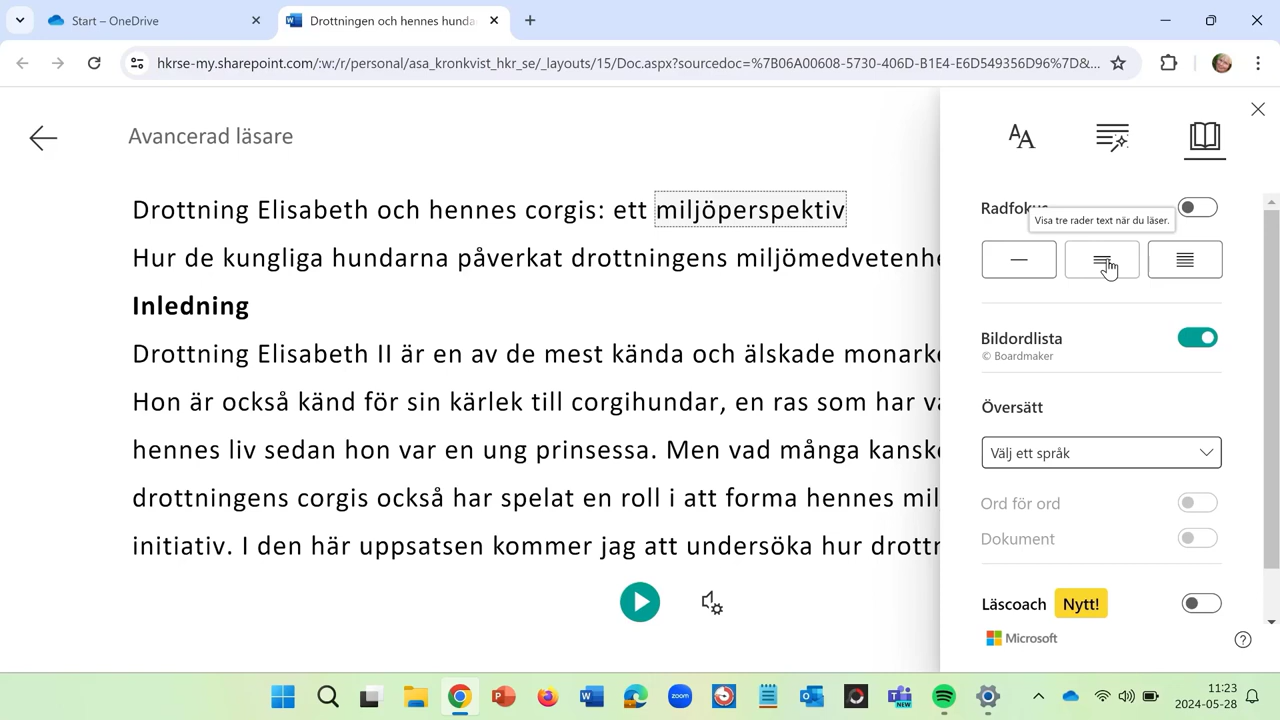 Start – OneDrive
Drottningen och hennes hunda
hkrse-my.sharepoint.com/:w:/r/personal/asa_kronkvist_hkr_se/_layouts/15/Doc.aspx?sourcedoc=%7B06A00608-5730-406D-B1E4-E6D549356D96%7D&...
Avancerad läsare
Drottning Elisabeth och hennes corgis: ett miljöperspektiv
Hur de kungliga hundarna påverkat drottningens miljömedvetenhe
Inledning
Drottning Elisabeth II är en av de mest kända och älskade monarke
Hon är också känd för sin kärlek till corgihundar, en ras som har va
hennes liv sedan hon var en ung prinsessa. Men vad många kanske
drottningens corgis också har spelat en roll i att forma hennes mil
initiativ. I den här uppsatsen kommer jag att undersöka hur drottn
Radfokus
Visa tre rader text när du läser.
Bildordlista
© Boardmaker
Översätt
Välj ett språk
Ord för ord
Dokument
Läscoach Nytt!
Microsoft
11:23
2024-05-28